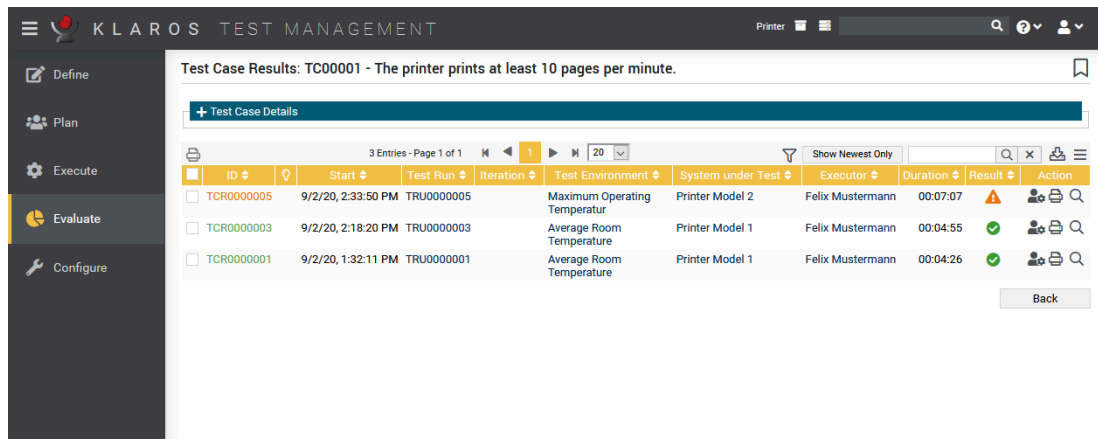 KLAROS TEST MANAGEMENT
Printer
Define
Plan
Execute
Evaluate
Configure
Test Case Results: TC00001 - The printer prints at least 10 pages per minute.
+ Test Case Details
3 Entries - Page 1 of 1 1 20 Show Newest Only
ID Start Test Run Iteration Test Environment System under Test Executor Duration Result Action
TCR0000005 9/2/20, 2:33:50 PM TRU0000005 Maximum Operating Printer Model 2 Felix Mustermann 00:07:07
Temperatur
TCR0000003 9/2/20, 2:18:20 PM TRU0000003 Average Room Printer Model 1 Felix Mustermann 00:04:55
Temperature
TCR0000001 9/2/20, 1:32:11 PM TRU0000001 Average Room Printer Model 1 Felix Mustermann 00:04:26
Temperature
Back